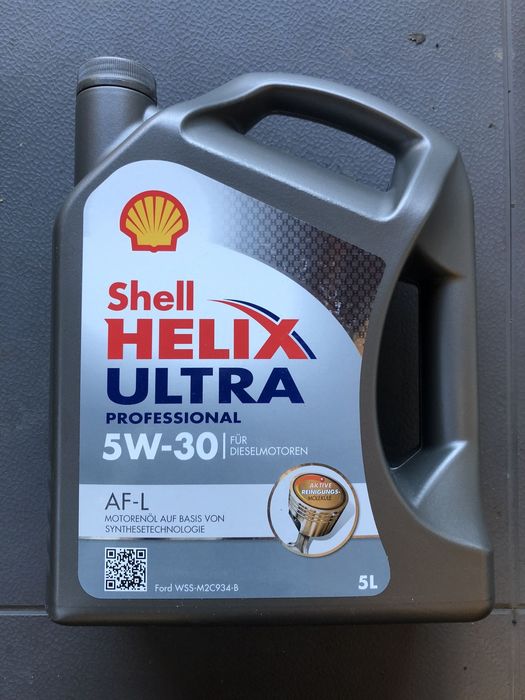 Shell
HELIX
ULTRA
PROFESSIONAL
5W-30
FÜR
DIESELMOTOREN
AF-L
MOTORENÖL AUF BASIS VON
SYNTHESETECHNOLOGIE
AKTIVE
REINIGUNGS-
MOLEKÜLE
Ford WSS-M2C934-B
5L